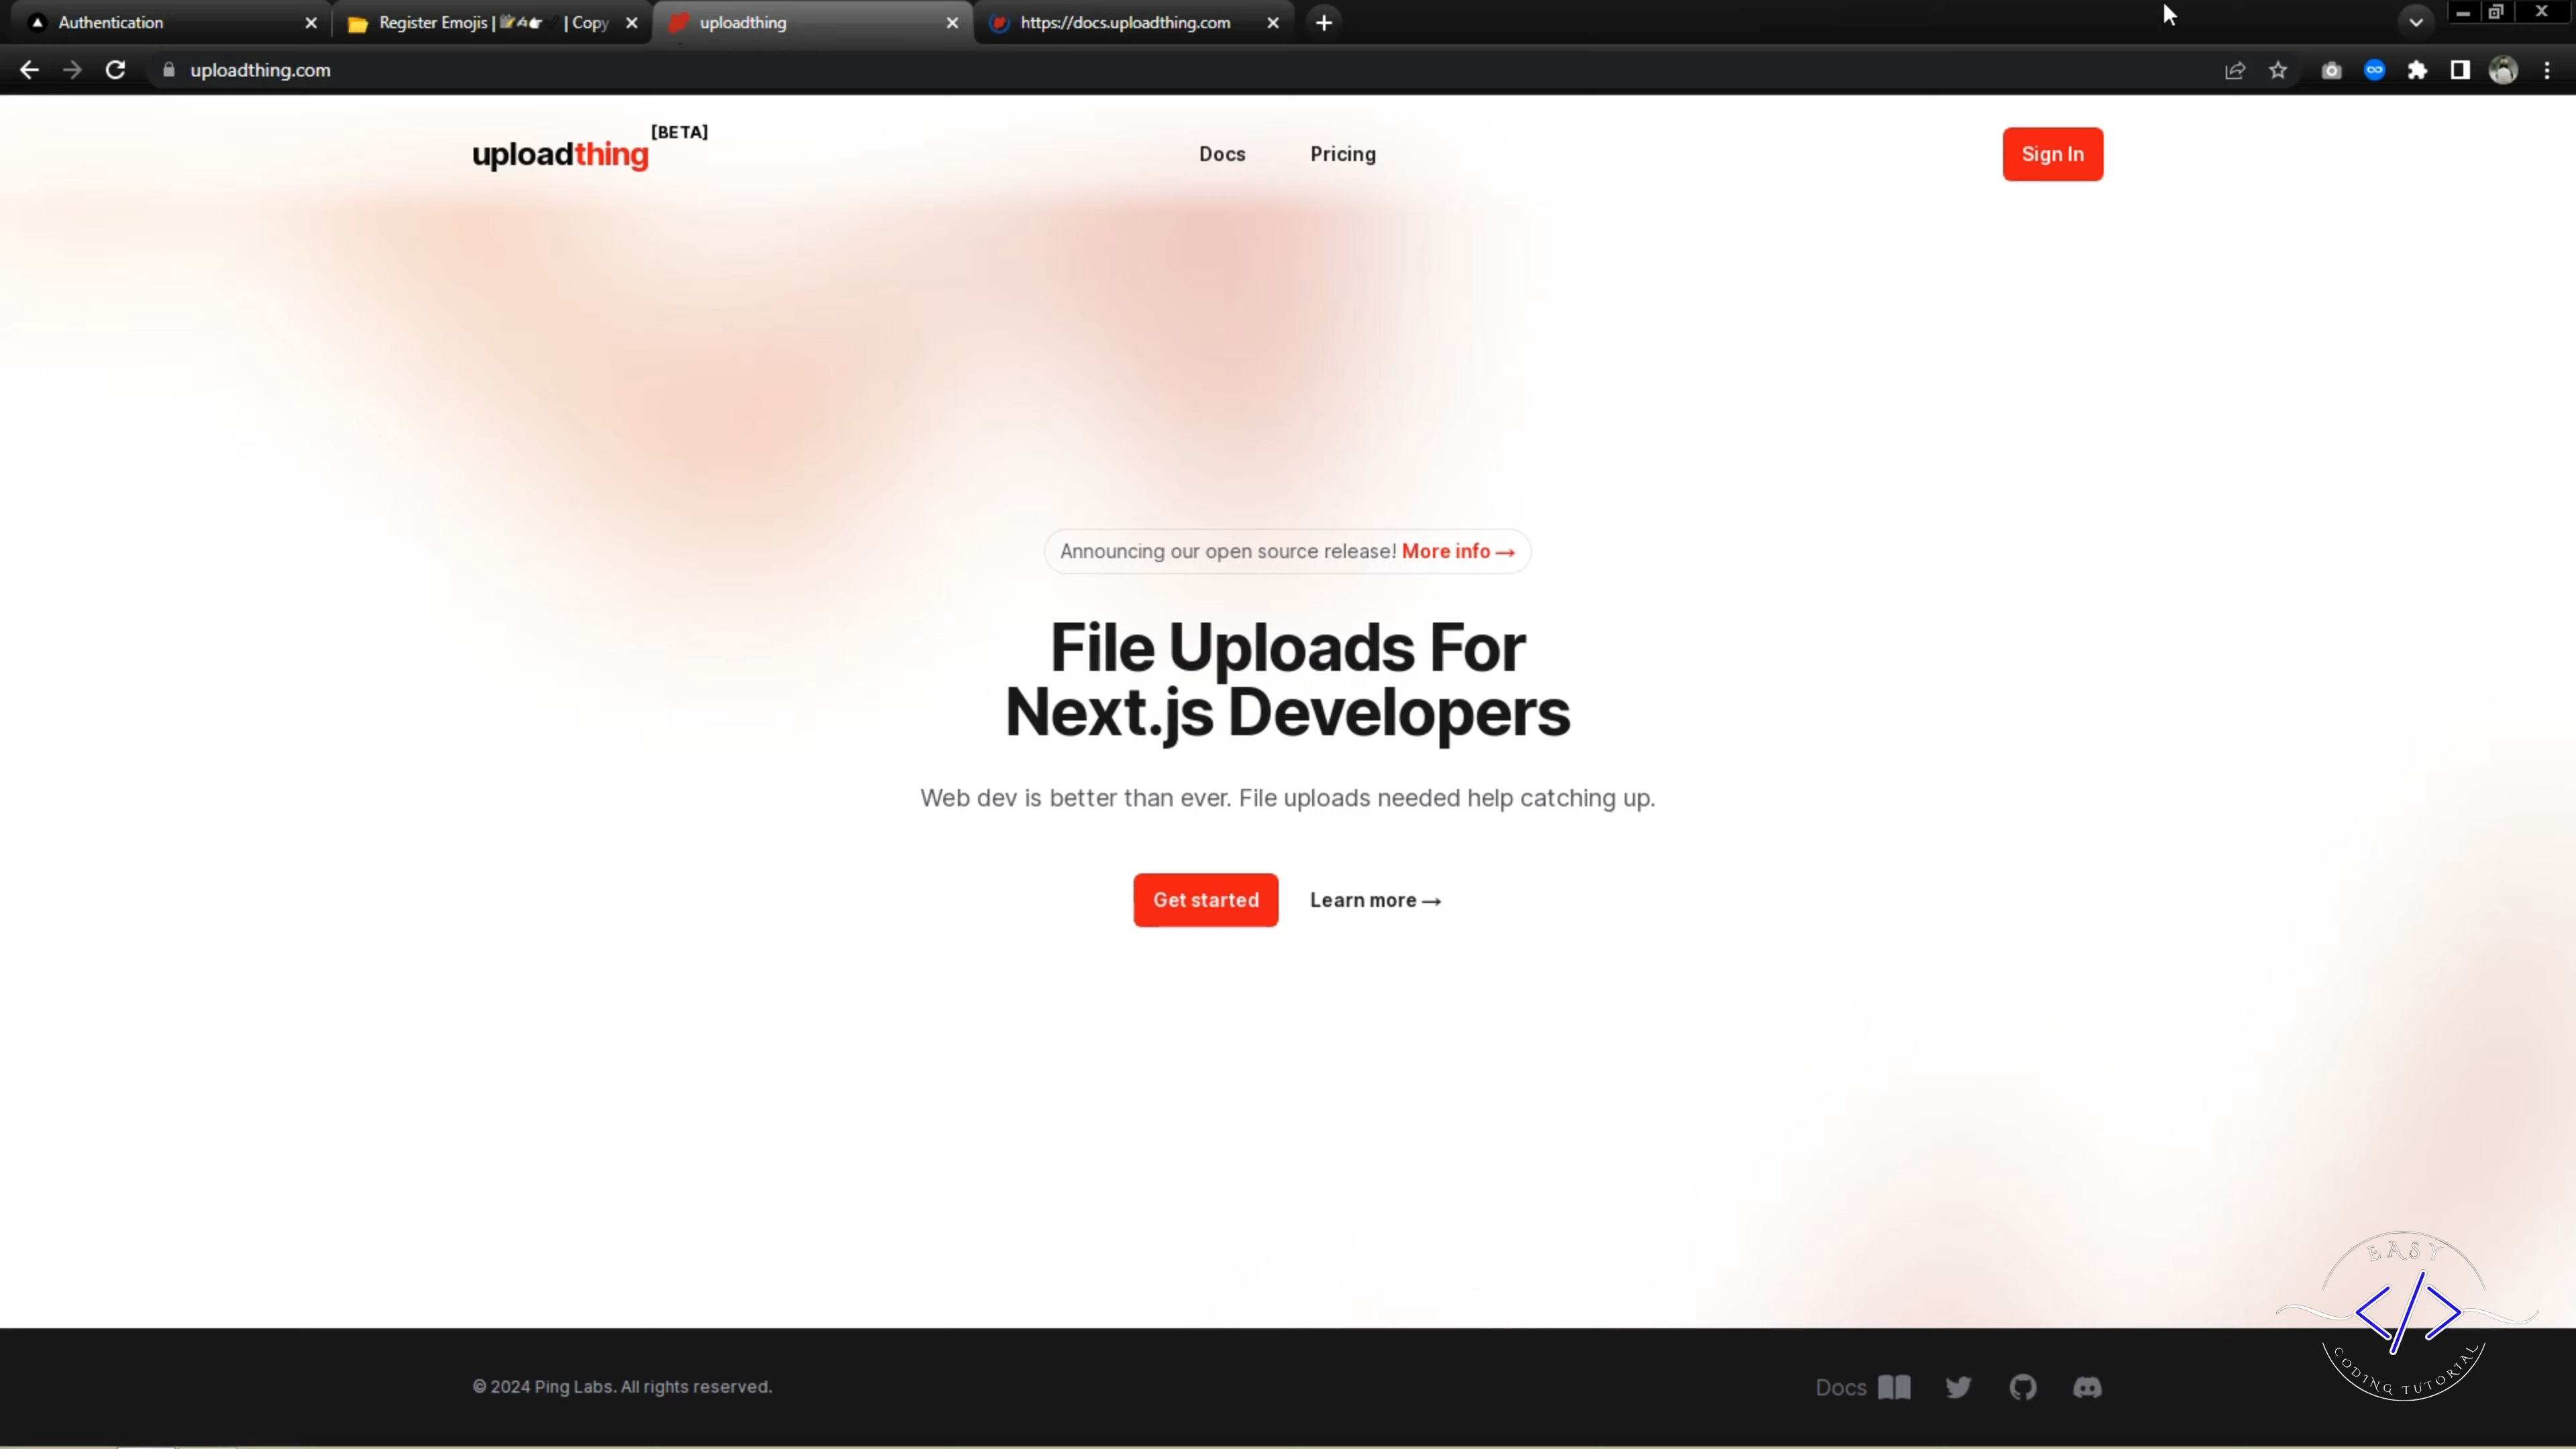 Authentication
Register Emojis | 📝✍👉 | Copy
uploadthing
https://docs.uploadthing.com
uploadthing.com
uploadthing
[BETA]
Docs
Pricing
Sign In
Announcing our open source release! More info →
File Uploads For
Next.js Developers
Web dev is better than ever. File uploads needed help catching up.
Get started
Learn more →
© 2024 Ping Labs. All rights reserved.
Docs
EASY
</>
CODING TUTORIAL